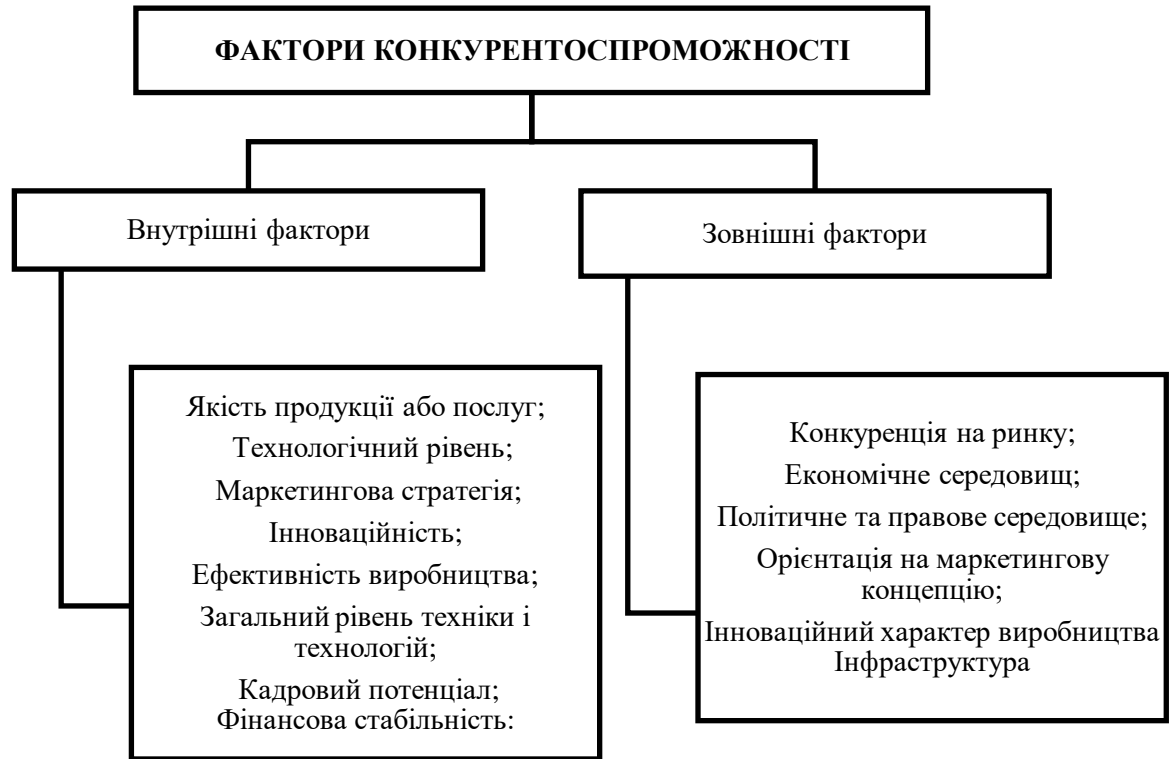 ФАКТОРИ КОНКУРЕНТОСПРОМОЖНОСТІ
Внутрішні фактори
Зовнішні фактори
Якість продукції або послуг;
Технологічний рівень;
Маркетингова стратегія;
Інноваційність;
Ефективність виробництва;
Загальний рівень техніки і
технологій;
Кадровий потенціал;
Фінансова стабільність:
Конкуренція на ринку;
Економічне середовищ;
Політичне та правове середовище;
Орієнтація на маркетингову
концепцію;
Інноваційний характер виробництва
Інфраструктура